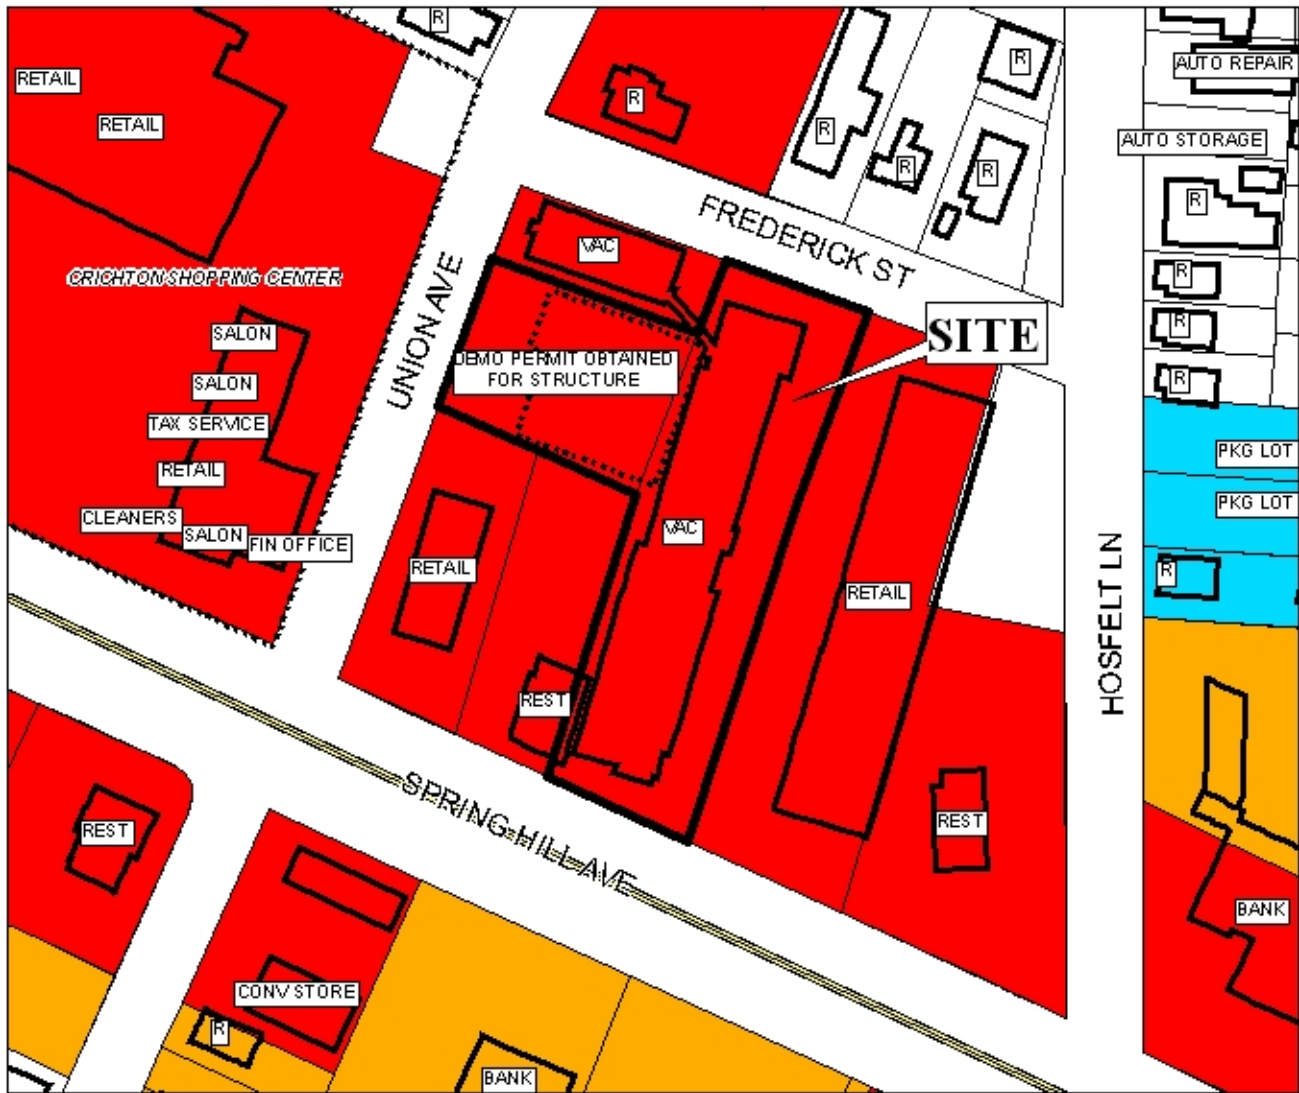 R
RETAIL
RETAIL
R
R
R
R
R
AUTO REPAIR
AUTO STORAGE
R
FREDERICK ST
VAC
CRICHTON SHOPPING CENTER
UNION AVE
R
R
R
SITE
SALON
SALON
TAX SERVICE
RETAIL
CLEANERS
SALON
FIN OFFICE
DEMO PERMIT OBTAINED
FOR STRUCTURE
PKG LOT
PKG LOT
R
VAC
RETAIL
RETAIL
HOSFELT LN
REST
SPRING HILL AVE
REST
REST
BANK
CONV STORE
R
BANK